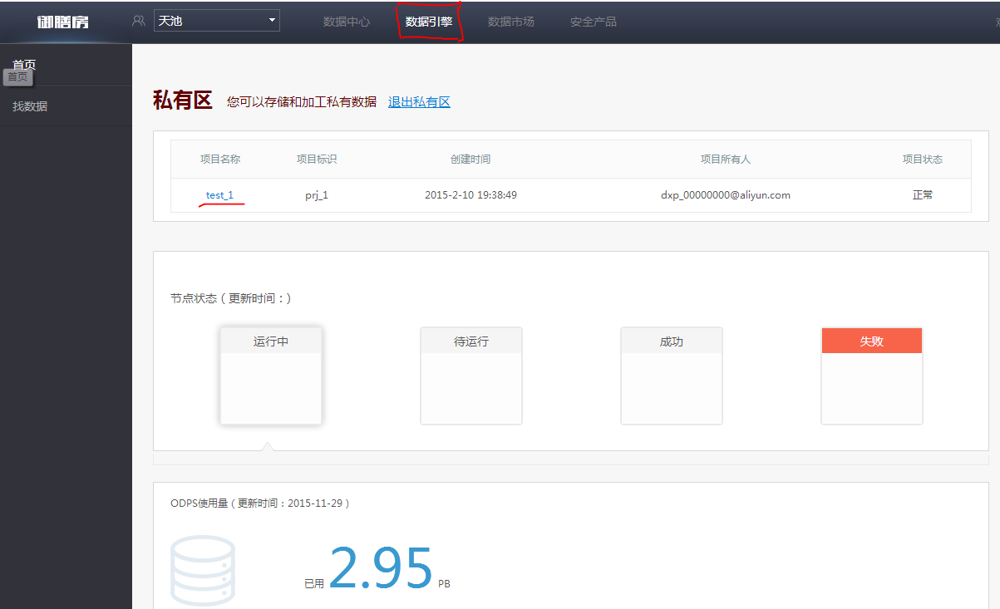 御膳房 天池 数据中心 数据引擎 数据市场 安全产品
首页
首页
找数据
私有区 您可以存储和加工私有数据 退出私有区
项目名称 项目标识 创建时间 项目所有人 项目状态
test_1 prj_1 2015-2-10 19:38:49 dxp_00000000@aliyun.com 正常
节点状态 ( 更新时间 : )
运行中 待运行 成功 失败
ODPS使用量 ( 更新时间 : 2015-11-29 )
已用 2.95 PB